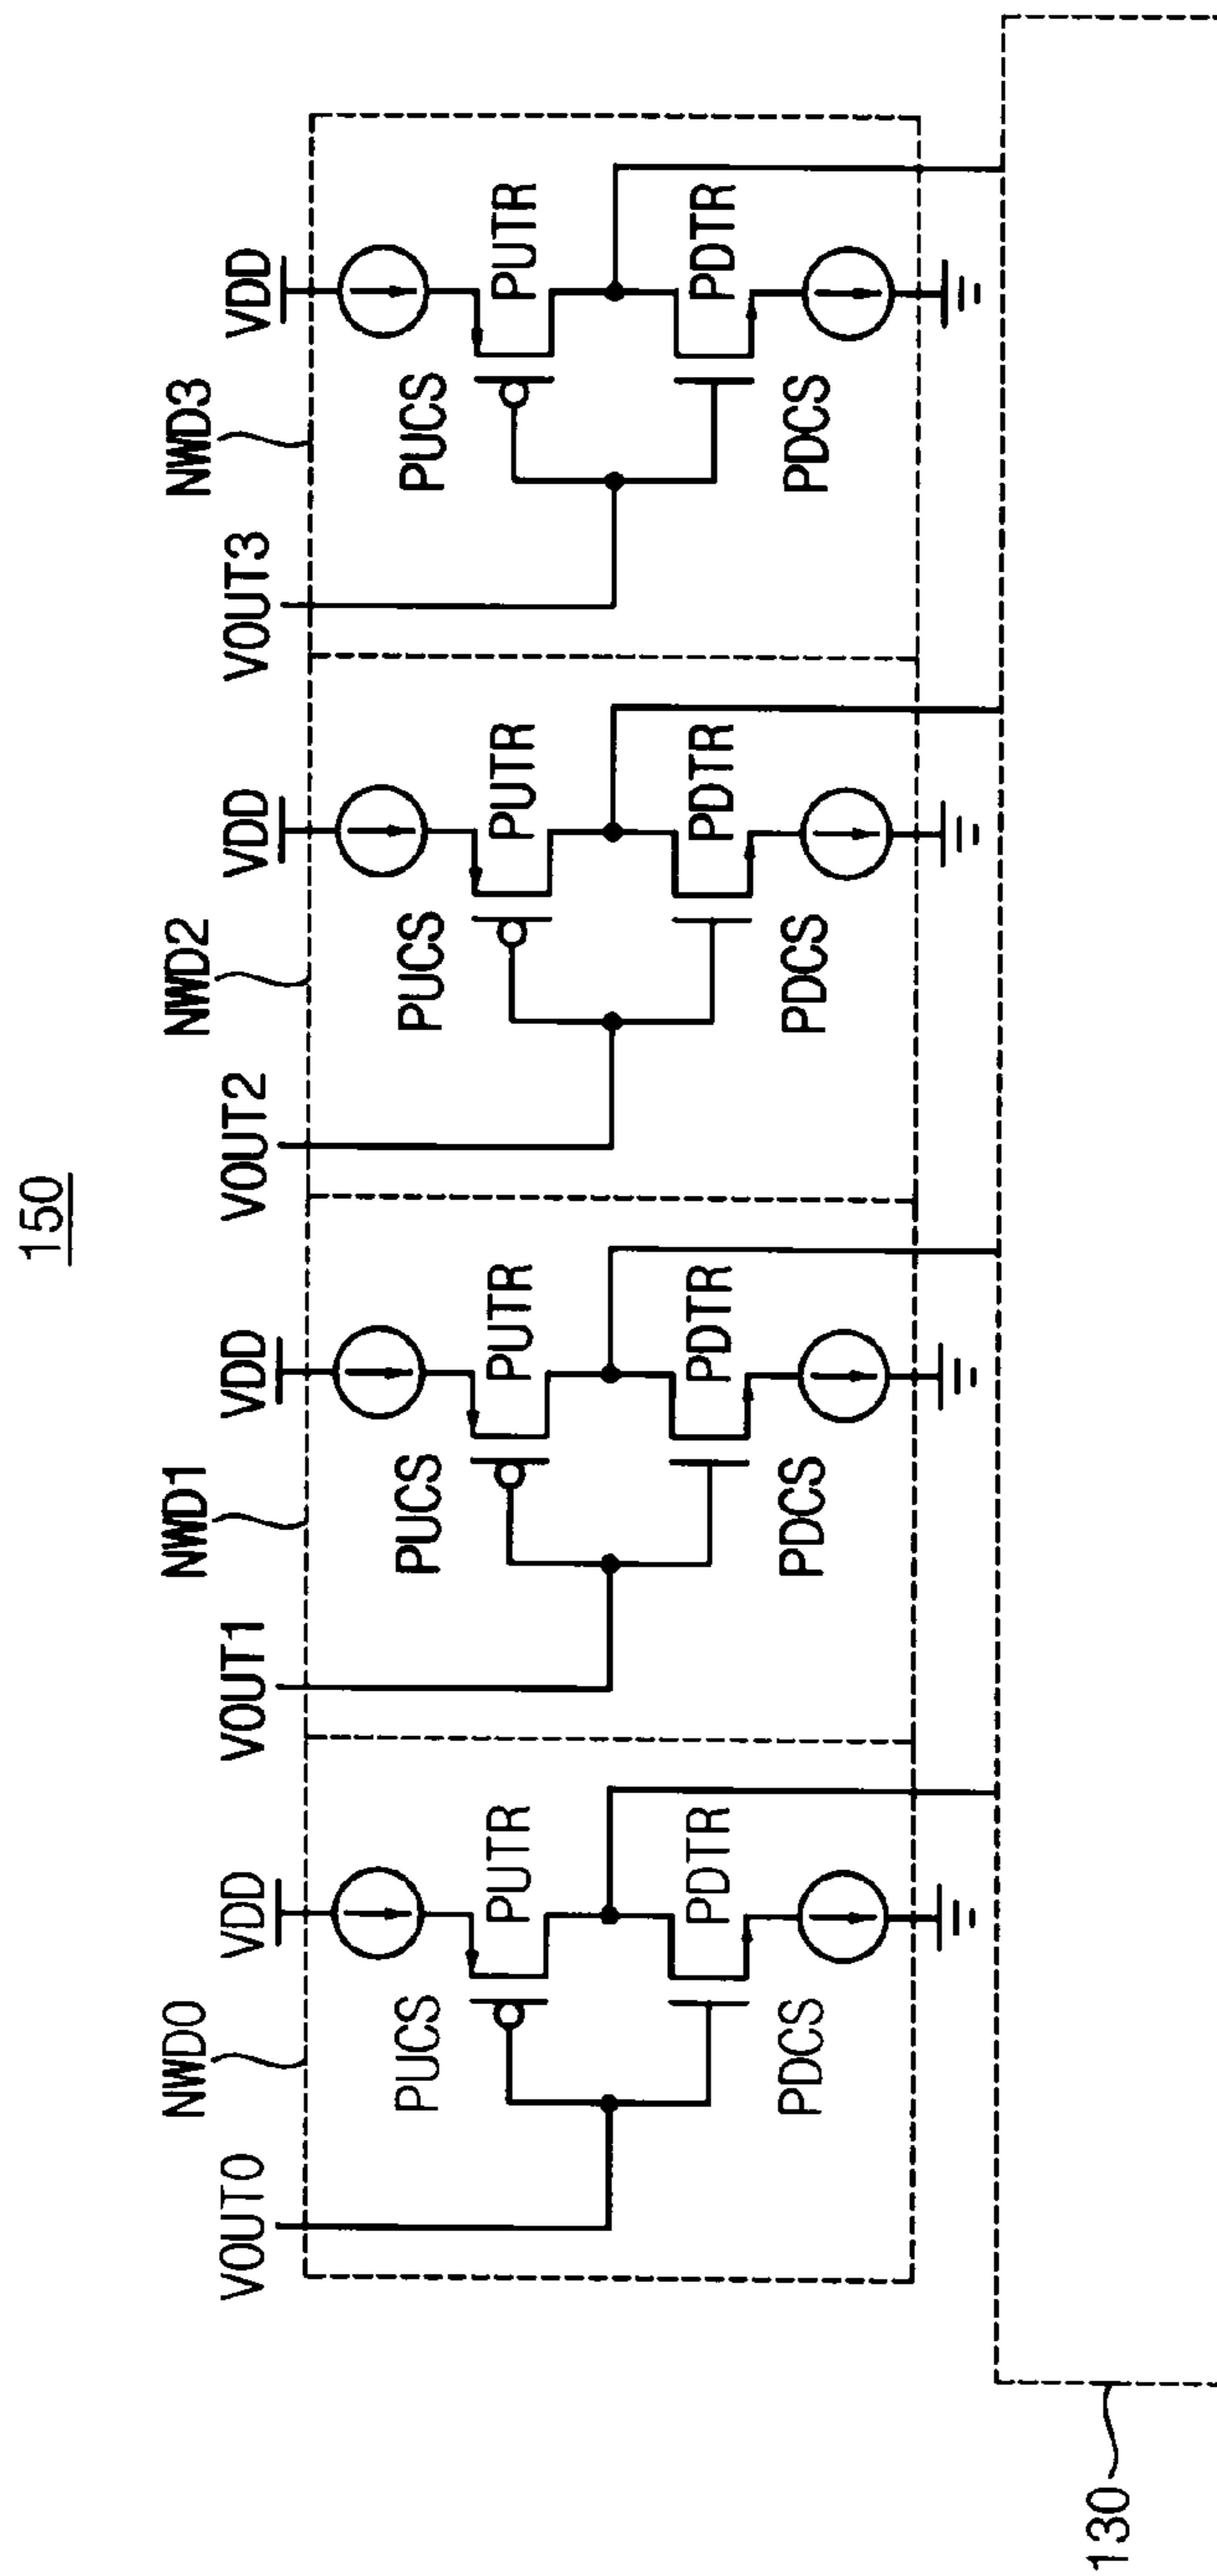 150
NWD0
NWD1
NWD2
NWD3
VOUT0
VDD
VOUT1
VDD
VOUT2
VDD
VOUT3
VDD
PUCS
PUTR
PUCS
PUTR
PUCS
PUTR
PUCS
PUTR
PDCS
PDTR
PDCS
PDTR
PDCS
PDTR
PDCS
PDTR
130